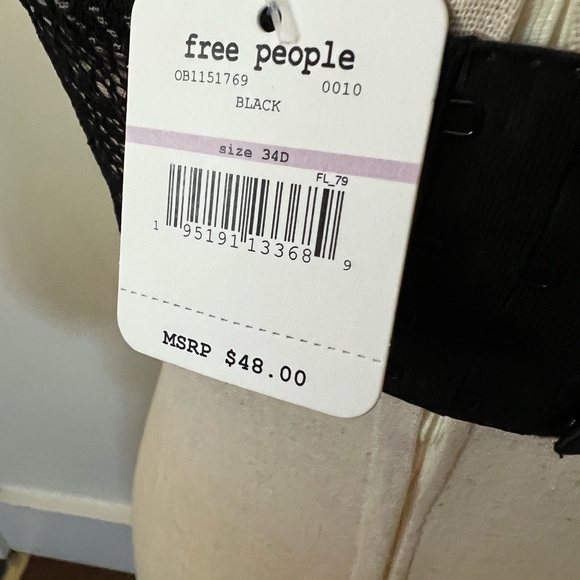 free people
OB1151769 0010
BLACK
size 34D
FL_79
1 95191 13368 9
MSRP $48.00